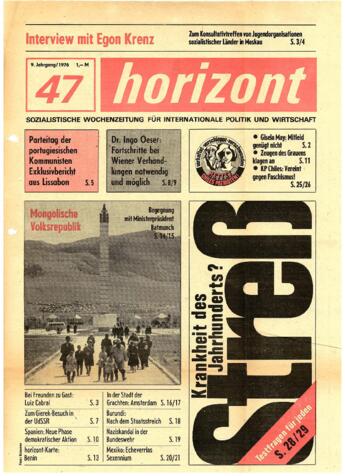 Interview mit Egon Krenz
Zum Konsultativtreffen von Jugendorganisationen
sozialistischer Länder in Moskau S. 3/4
9. Jahrgang/1976 1,– M
47
horizont
SOZIALISTISCHE WOCHENZEITUNG FÜR INTERNATIONALE POLITIK UND WIRTSCHAFT
Parteitag der
portugiesischen
Kommunisten
Exklusivbericht
aus Lissabon S. 5
Dr. Ingo Oeser:
Fortschritte bei
Wiener Verhand-
lungen notwendig
und möglich S. 8/9
● Gisela May: Mitleid
genügt nicht S. 2
● Zeugen des Grauens
klagen an S. 11
● KP Chiles: Vereint
gegen Faschismus!
S. 25/26
Mongolische
Volksrepublik
Begegnung
mit Ministerpräsident
Batmunch
S. 14/15
Krankheit des
Jahrhunderts?
Streß
Testfragen für jeden
S. 28/29
Bei Freunden zu Gast:
Luiz Cabral S. 3
Zum Gierek-Besuch in
der UdSSR S. 7
Spanien: Neue Phase
demokratischer Aktion S. 10
horizont-Karte:
Benin S. 13
In der Stadt der
Grachten: Amsterdam S. 16/17
Burundi:
Nach dem Staatsstreich S. 18
Naziskandal in der
Bundeswehr S. 19
Mexiko: Echeverrías
Sexennium S. 20/21